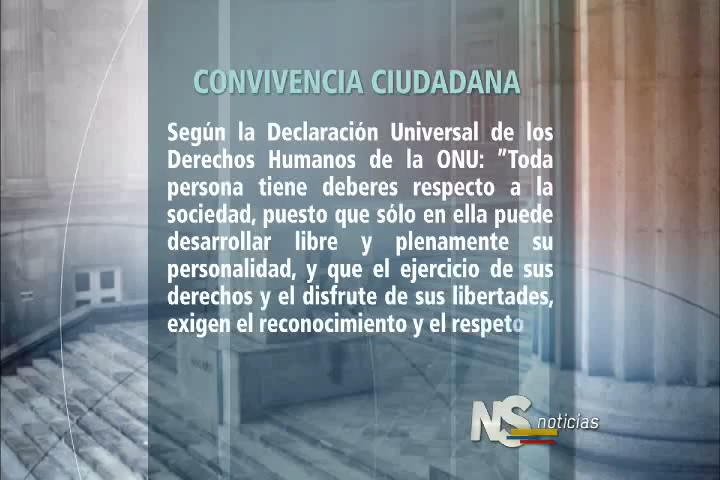 CONVIVENCIA CIUDADANA
Según la Declaración Universal de los
Derechos Humanos de la ONU: "Toda
persona tiene deberes respecto a la
sociedad, puesto que sólo en ella puede
desarrollar libre y plenamente su
personalidad, y que el ejercicio de sus
derechos y el disfrute de sus libertades,
exigen el reconocimiento y el respeto
NS noticias